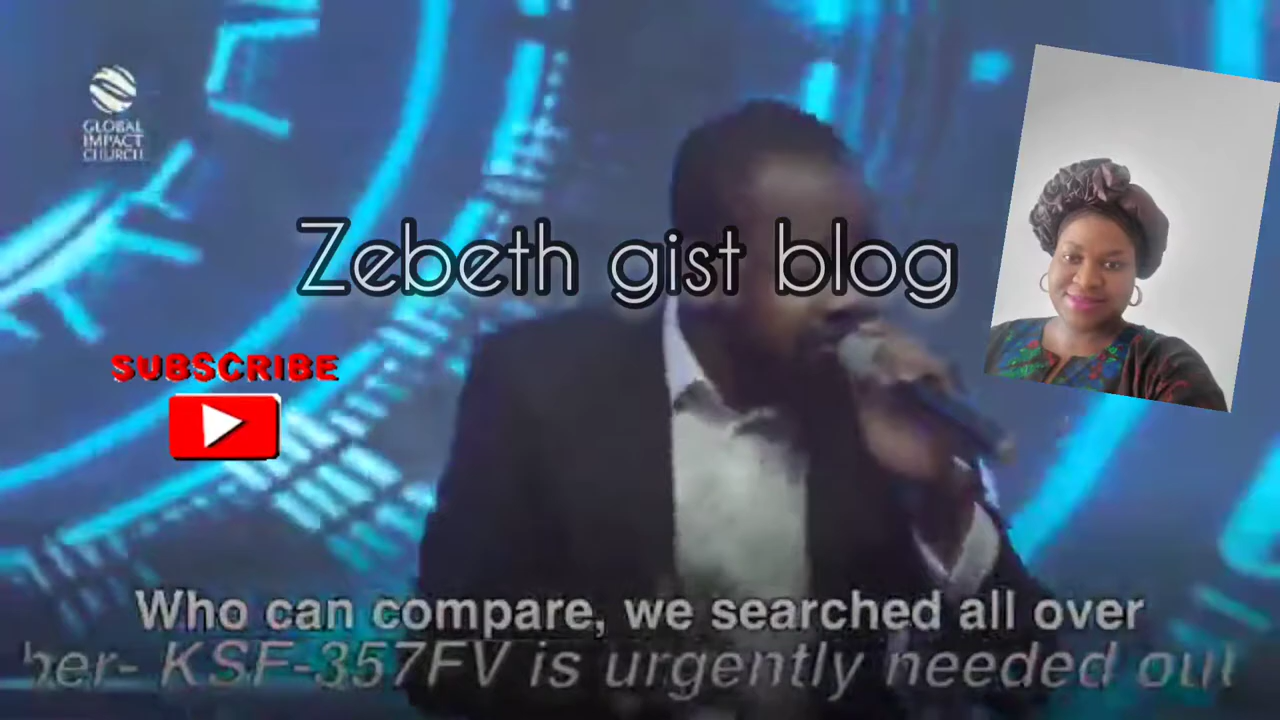 GLOBAL
IMPACT
CHURCH
Zebeth gist blog
SUBSCRIBE
Who can compare, we searched all over
ber- KSF-357FV is urgently needed out